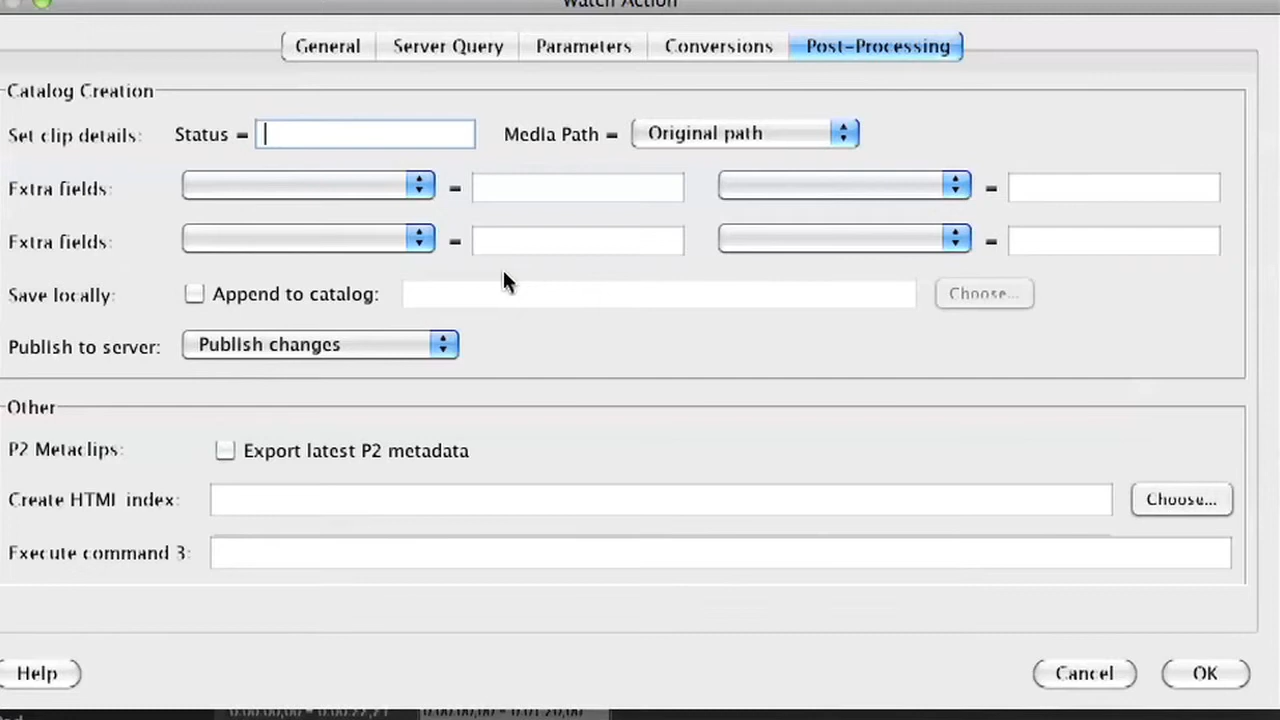 Watch Action
General Server Query Parameters Conversions Post-Processing
Catalog Creation
Set clip details: Status = Media Path = Original path
Extra fields: = =
Extra fields: = =
Save locally: Append to catalog: Choose...
Publish to server: Publish changes
Other
P2 Metaclips: Export latest P2 metadata
Create HTML index: Choose...
Execute command 3:
Help Cancel OK